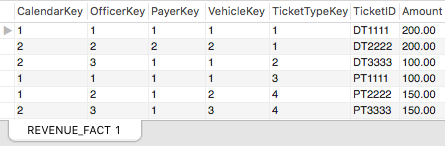 CalendarKey OfficerKey PayerKey VehicleKey TicketTypeKey TicketID Amount
1 1 1 1 1 DT1111 200.00
2 2 2 2 1 DT2222 200.00
2 3 1 1 2 DT3333 100.00
1 1 1 1 3 PT1111 100.00
1 2 1 2 4 PT2222 150.00
2 3 1 3 4 PT3333 150.00
REVENUE_FACT 1